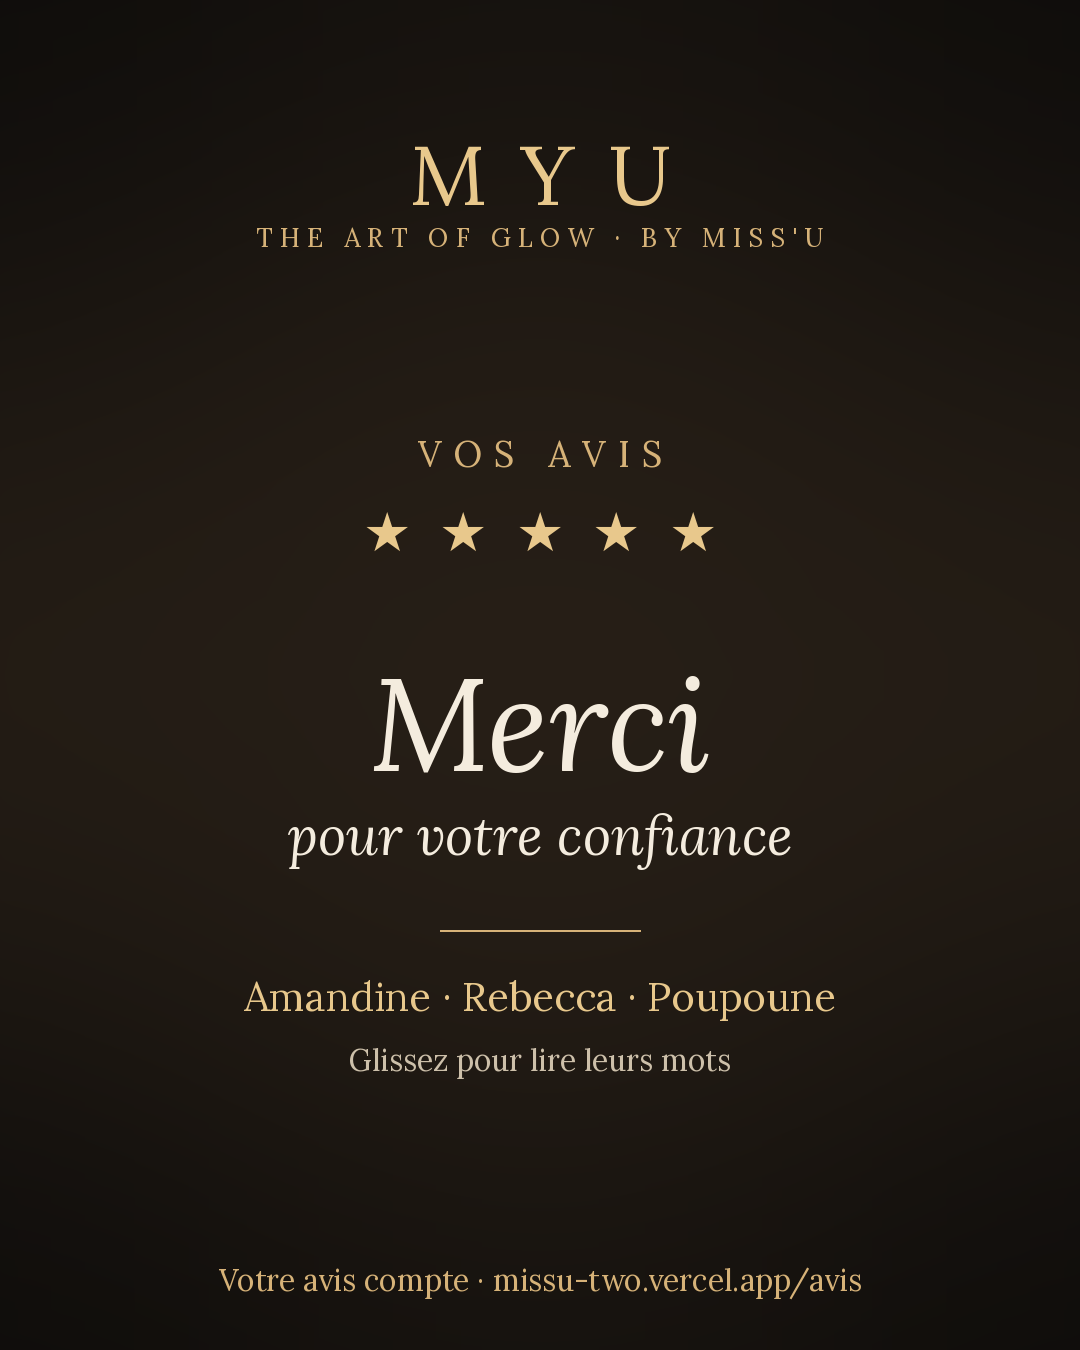 MYU
THE ART OF GLOW · BY MISS'U
VOS AVIS
★ ★ ★ ★ ★
Merci
pour votre confiance
Amandine · Rebecca · Poupoune
Glissez pour lire leurs mots
Votre avis compte · missu-two.vercel.app/avis